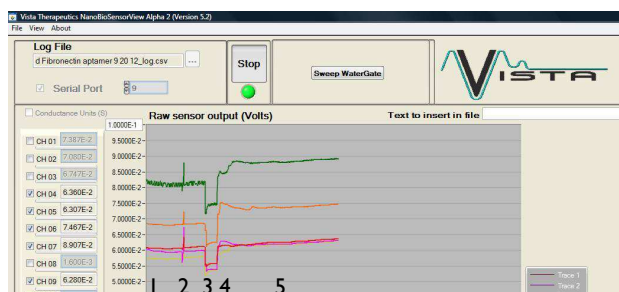 Vista Therapeutics NanoBioSensorView Alpha 2 (Version 5.2)
File View About
Log File
d Fibronectin aptamer 9 20 12_log.csv ...
Serial Port 9
Stop
Sweep WaterGate
VISTA
Conductance Units (S)
Raw sensor output (Volts)
Text to insert in file
1.0000E-1
9.5000E-2
9.0000E-2
8.5000E-2
8.0000E-2
7.5000E-2
7.0000E-2
6.5000E-2
6.0000E-2
5.5000E-2
5.0000E-2
CH 01 7.387E-2
CH 02 7.080E-2
CH 03 6.747E-2
CH 04 6.360E-2
CH 05 6.307E-2
CH 06 7.467E-2
CH 07 8.907E-2
CH 08 1.600E-3
CH 09 6.280E-2
1 2 3 4 5
Trace 1
Trace 2